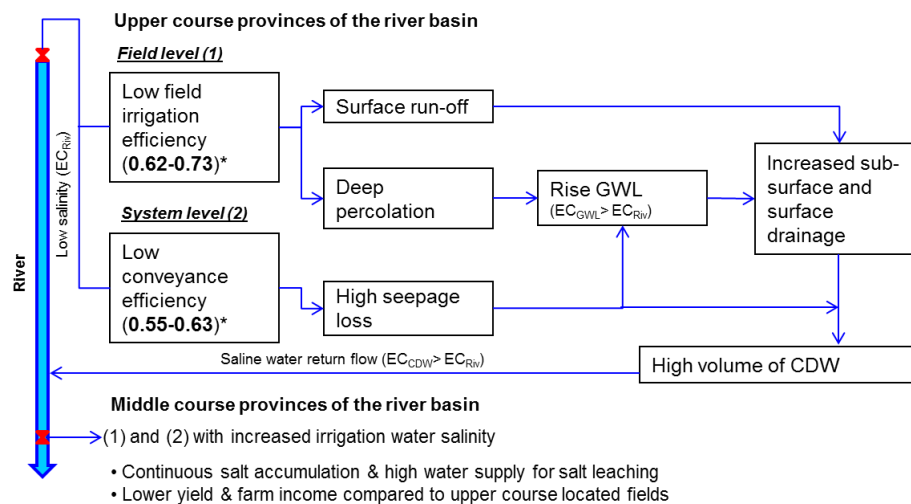 Upper course provinces of the river basin
Field level (1)
Low field
irrigation
efficiency
(0.62-0.73)*
Surface run-off
Deep
percolation
Rise GWL
(EC_GWL> EC_Riv)
Increased sub-
surface and
surface
drainage
System level (2)
Low
conveyance
efficiency
(0.55-0.63)*
High seepage
loss
High volume of CDW
Low salinity (EC_Riv)
River
Saline water return flow (EC_CDW> EC_Riv)
Middle course provinces of the river basin
(1) and (2) with increased irrigation water salinity
• Continuous salt accumulation & high water supply for salt leaching
• Lower yield & farm income compared to upper course located fields